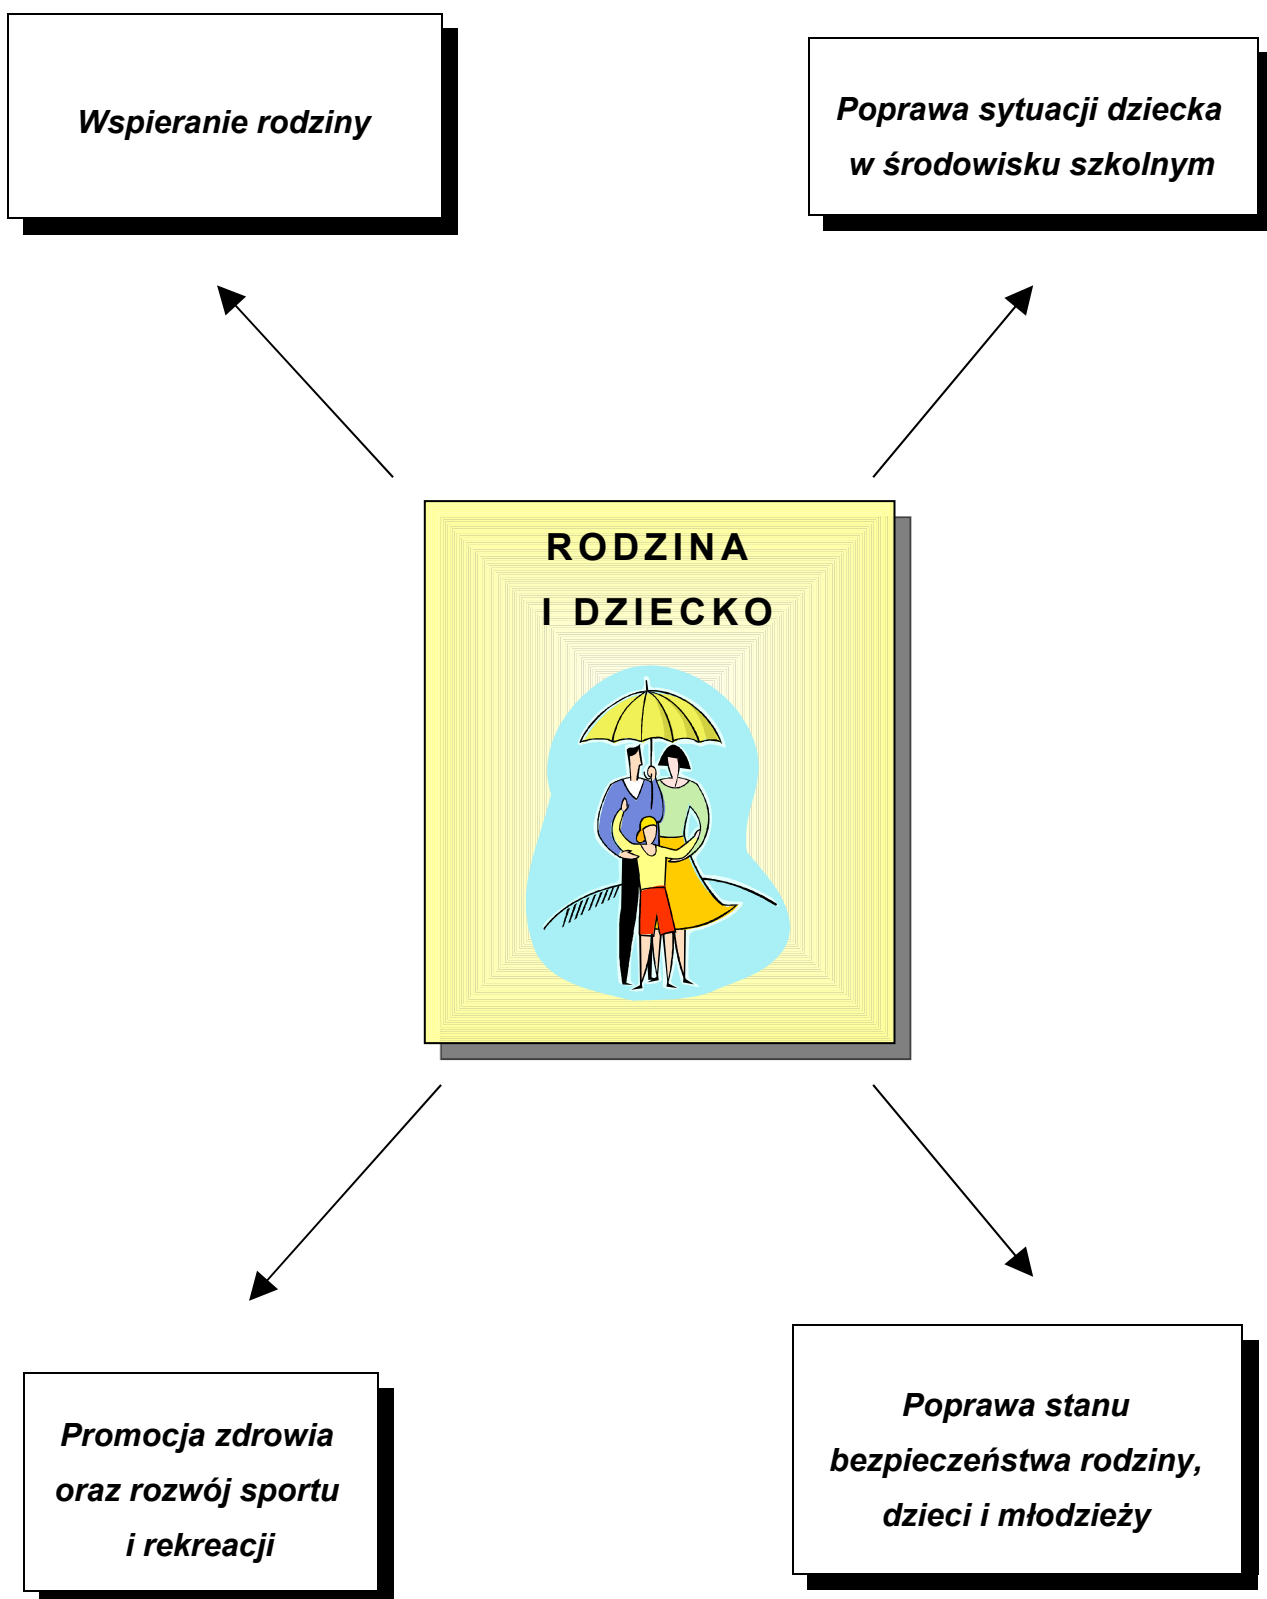 Wspieranie rodziny
Poprawa sytuacji dziecka
w środowisku szkolnym
RODZINA
I DZIECKO
Promocja zdrowia
oraz rozwój sportu
i rekreacji
Poprawa stanu
bezpieczeństwa rodziny,
dzieci i młodzieży